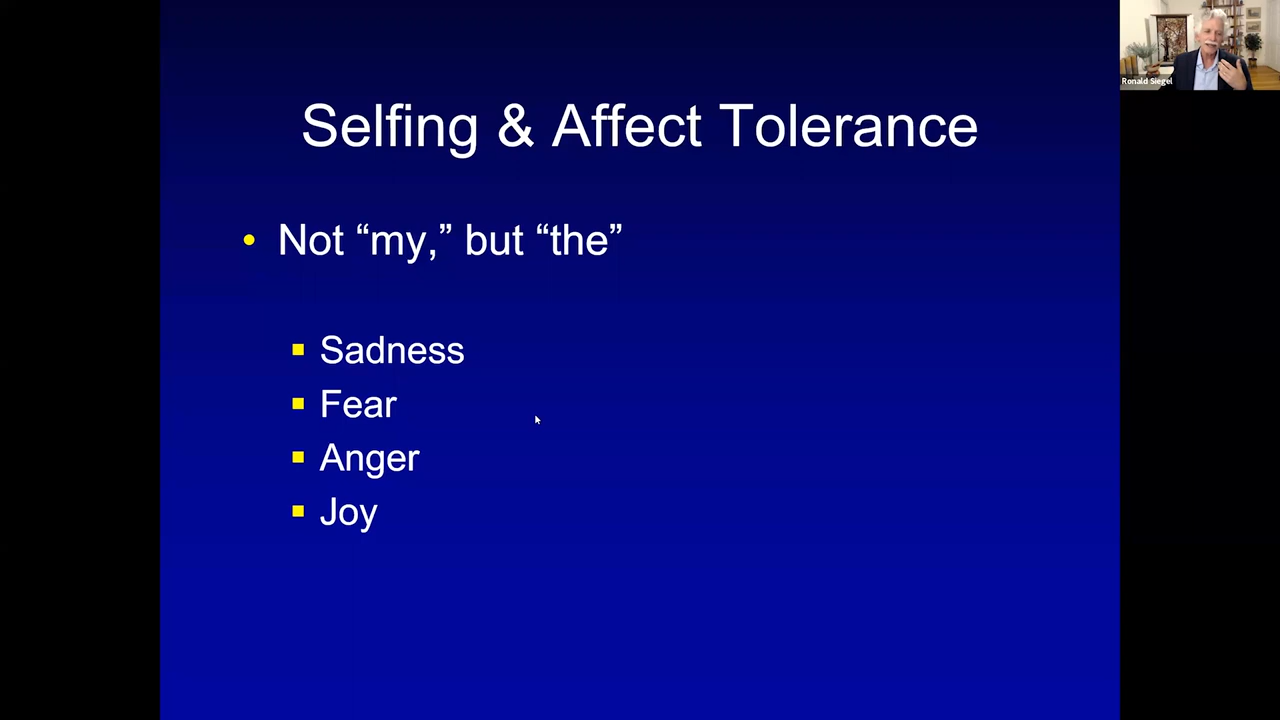 Selfing & Affect Tolerance
Not “my,” but “the”
Sadness
Fear
Anger
Joy
Ronald Siegel